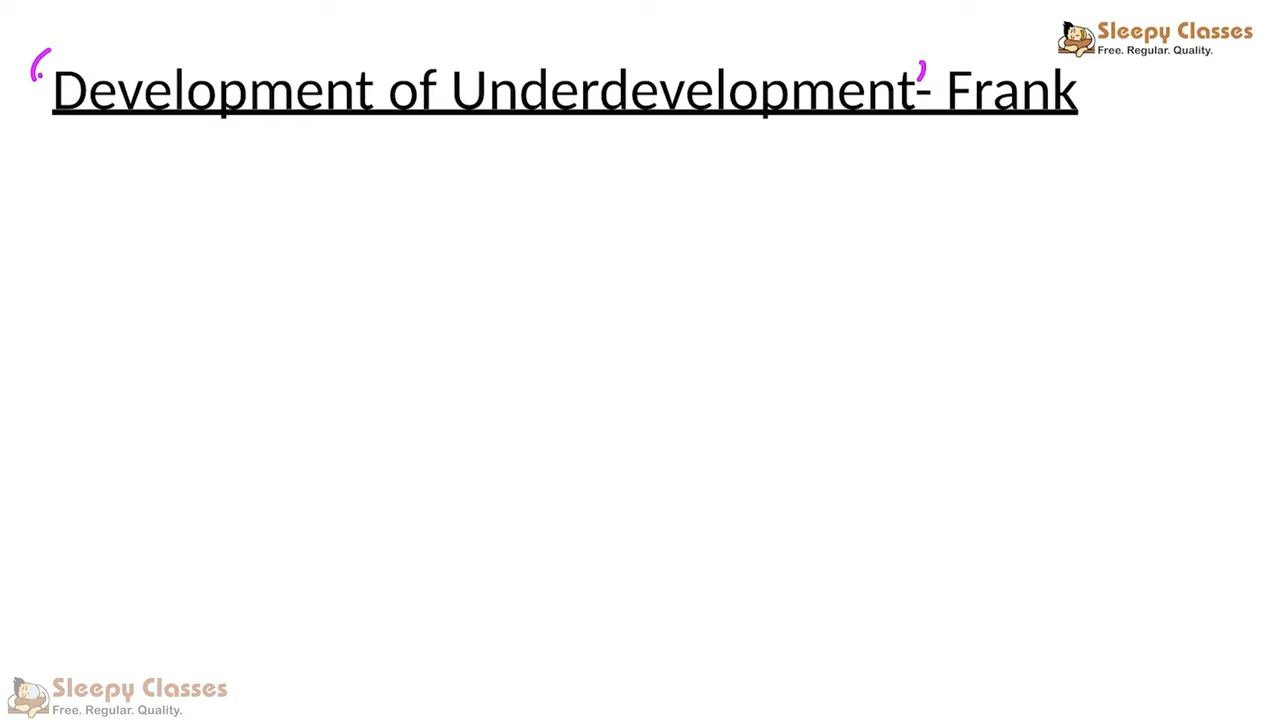 Sleepy Classes
Free. Regular. Quality.
‘Development of Underdevelopment’- Frank
Sleepy Classes
Free. Regular. Quality.